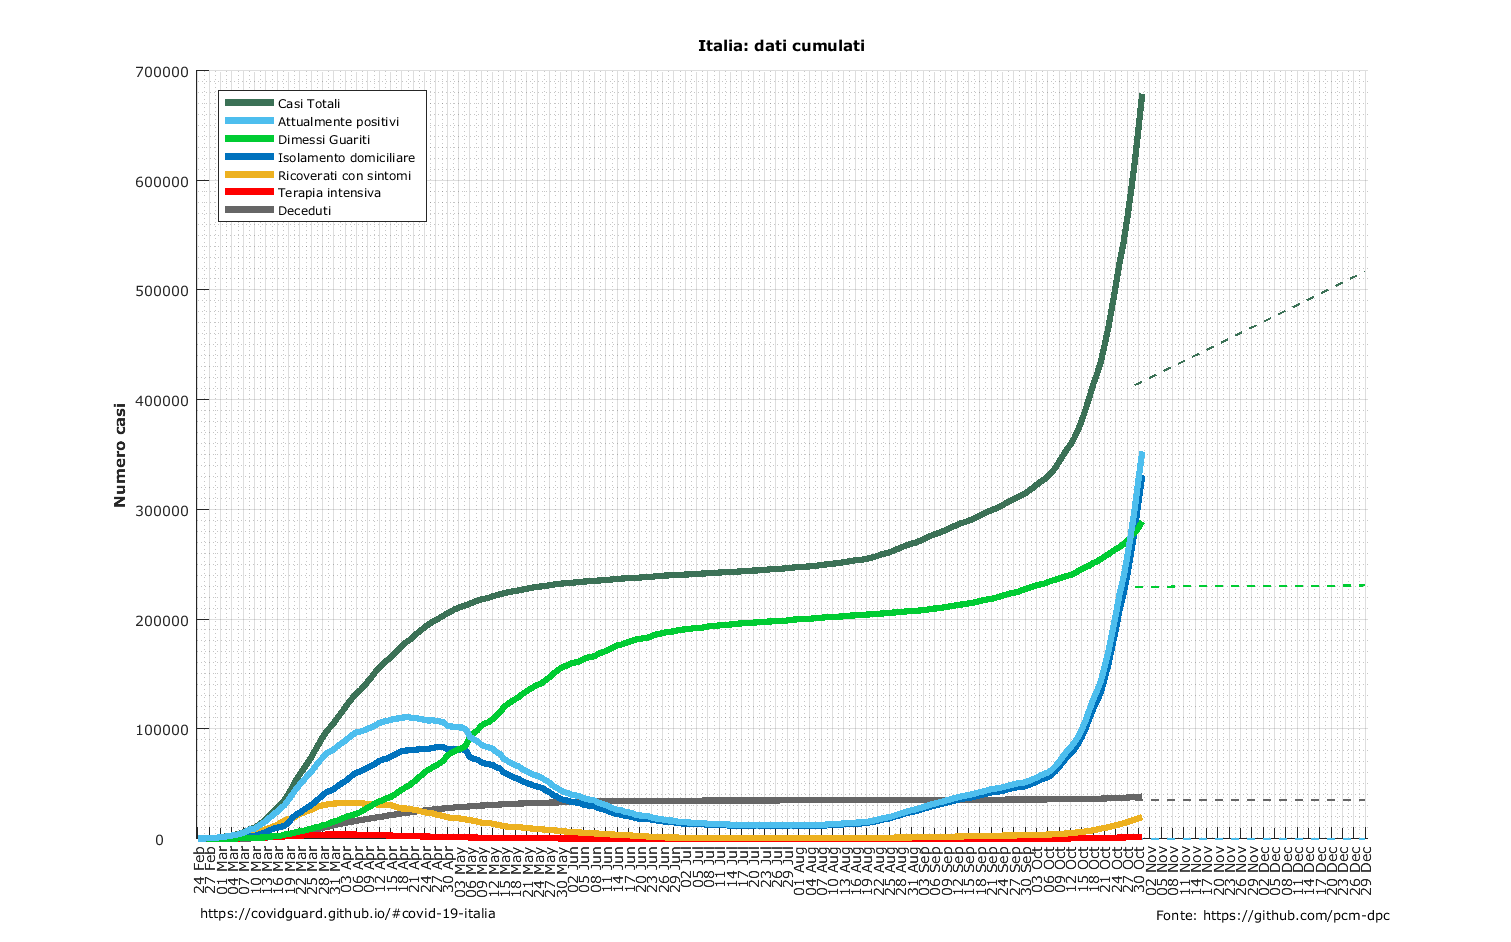 Italia: dati cumulati
700000
600000
500000
400000
300000
200000
100000
0
Numero casi
Casi Totali
Attualmente positivi
Dimessi Guariti
Isolamento domiciliare
Ricoverati con sintomi
Terapia intensiva
Deceduti
24 Feb
27 Feb
01 Mar
04 Mar
07 Mar
10 Mar
13 Mar
16 Mar
19 Mar
22 Mar
25 Mar
28 Mar
31 Mar
03 Apr
06 Apr
09 Apr
12 Apr
15 Apr
18 Apr
21 Apr
24 Apr
27 Apr
30 Apr
03 May
06 May
09 May
12 May
15 May
18 May
21 May
24 May
27 May
30 May
02 Jun
05 Jun
08 Jun
11 Jun
14 Jun
17 Jun
20 Jun
23 Jun
26 Jun
29 Jun
02 Jul
05 Jul
08 Jul
11 Jul
14 Jul
17 Jul
20 Jul
23 Jul
26 Jul
29 Jul
01 Aug
04 Aug
07 Aug
10 Aug
13 Aug
16 Aug
19 Aug
22 Aug
25 Aug
28 Aug
31 Aug
03 Sep
06 Sep
09 Sep
12 Sep
15 Sep
18 Sep
21 Sep
24 Sep
27 Sep
30 Sep
03 Oct
06 Oct
09 Oct
12 Oct
15 Oct
18 Oct
21 Oct
24 Oct
27 Oct
30 Oct
02 Nov
05 Nov
08 Nov
11 Nov
14 Nov
17 Nov
20 Nov
23 Nov
26 Nov
29 Nov
02 Dec
05 Dec
08 Dec
11 Dec
14 Dec
17 Dec
20 Dec
23 Dec
26 Dec
29 Dec
https://covidguard.github.io/#covid-19-italia
Fonte: https://github.com/pcm-dpc